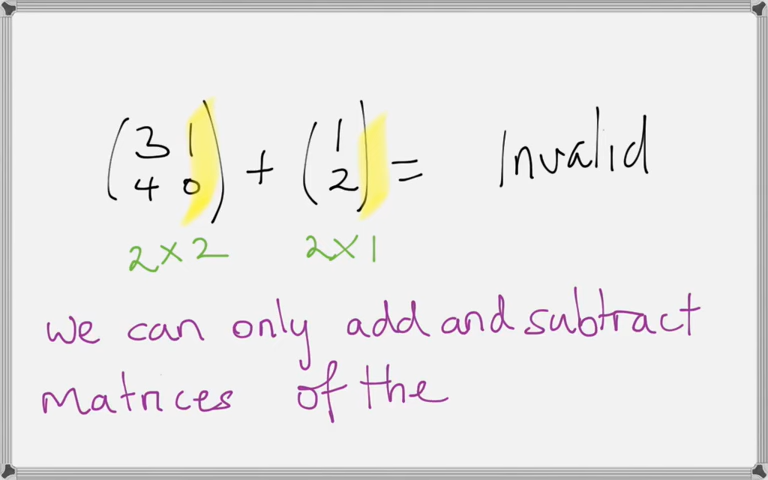 (3 1
4 0) + (1
2) = Invalid
2×2 2×1
we can only add and subtract
matrices of the